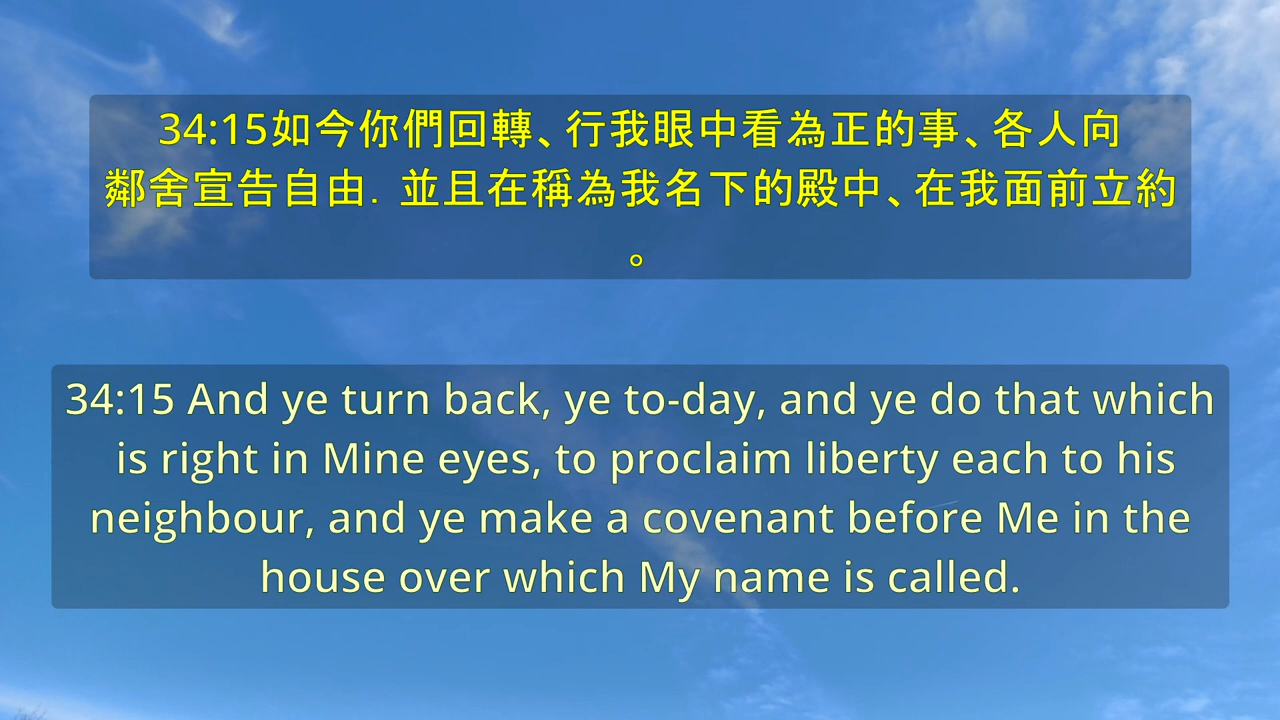 34:15如今你們回轉、行我眼中看為正的事、各人向
鄰舍宣告自由．並且在稱為我名下的殿中、在我面前立約
。
34:15 And ye turn back, ye to-day, and ye do that which
is right in Mine eyes, to proclaim liberty each to his
neighbour, and ye make a covenant before Me in the
house over which My name is called.